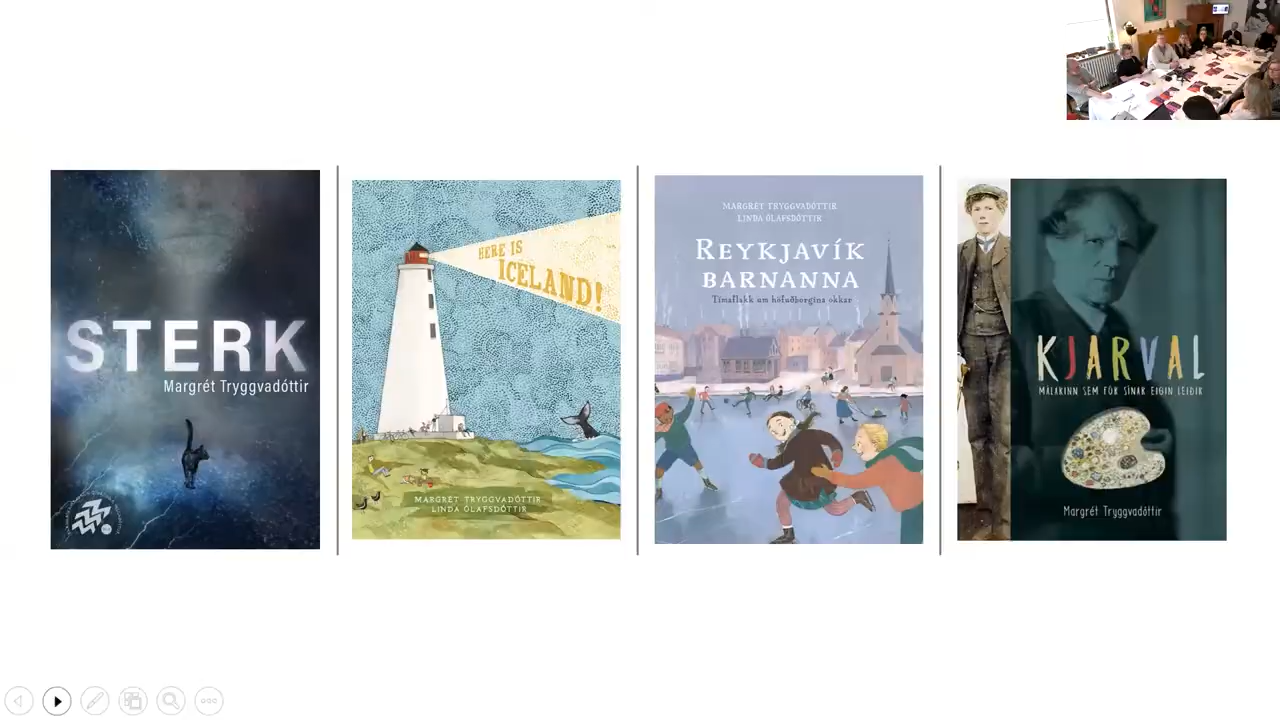 STERK
Margrét Tryggvadóttir
HERE IS
ICELAND!
MARGRÉT TRYGGVADÓTTIR
LINDA ÓLAFSDÓTTIR
MARGRÉT TRYGGVADÓTTIR
LINDA ÓLAFSDÓTTIR
REYKJAVÍK
BARNANNA
Tímaflakk um höfuðborgina okkar
KJARVAL
MÁLARINN SEM FÓR SÍNAR EIGIN LEIÐIR
Margrét Tryggvadóttir